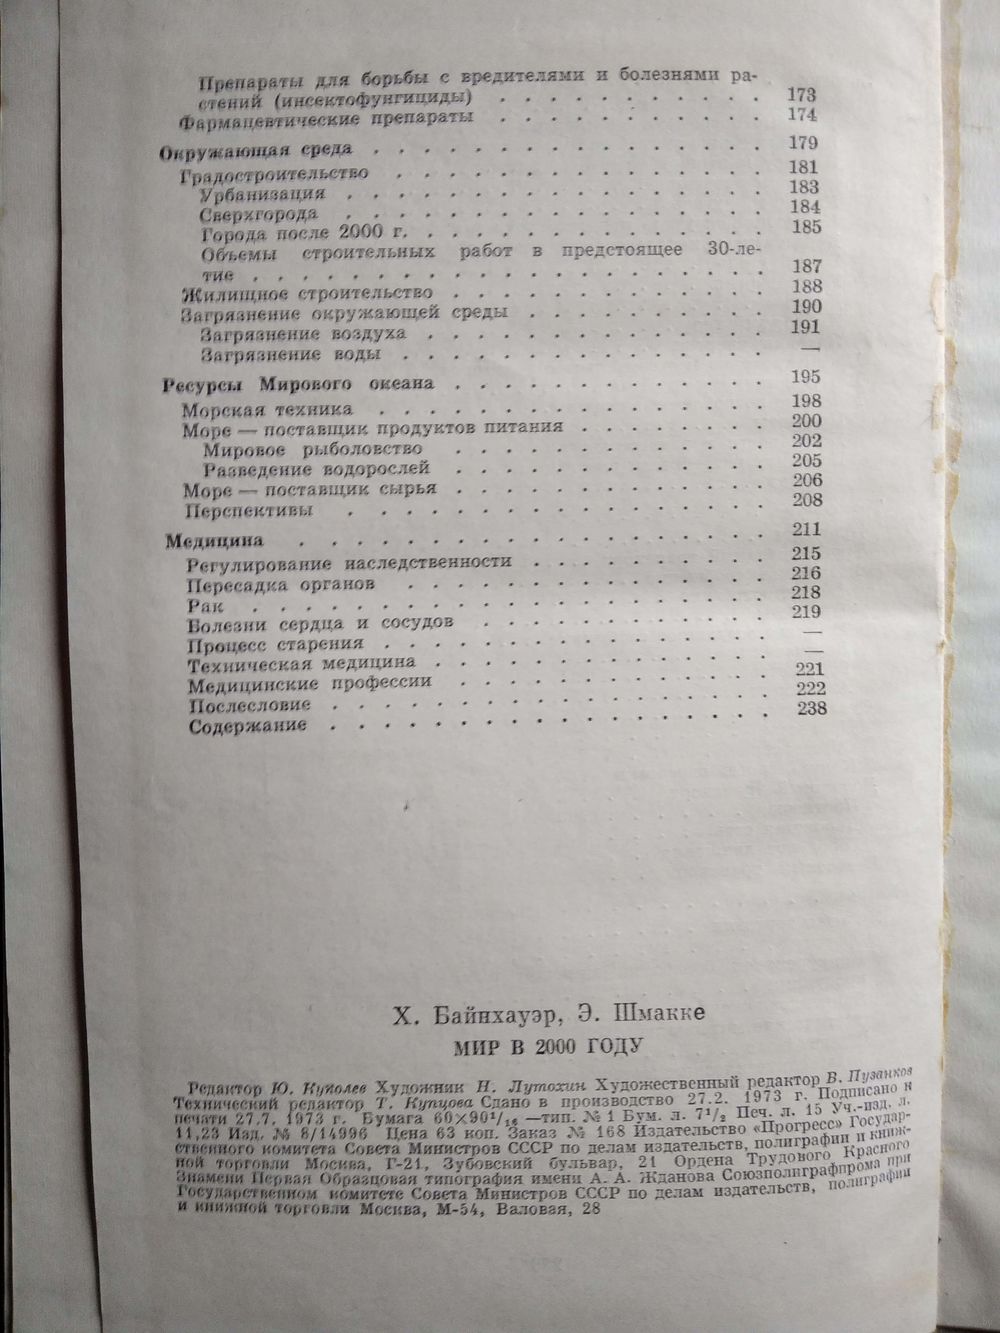 Препараты для борьбы с вредителями и болезнями ра-
стений (инсектофунгициды) . . . . . . . . . . 173
Фармацевтические препараты . . . . . . . . . . 174
Окружающая среда . . . . . . . . . . . . . . . 179
Градостроительство . . . . . . . . . . . . . . 181
Урбанизация . . . . . . . . . . . . . . . . 183
Сверхгорода . . . . . . . . . . . . . . . . 184
Города после 2000 г. . . . . . . . . . . . . . 185
Объемы строительных работ в предстоящее 30-ле-
тие . . . . . . . . . . . . . . . . . . . 187
Жилищное строительство . . . . . . . . . . . . 188
Загрязнение окружающей среды . . . . . . . . . 190
Загрязнение воздуха . . . . . . . . . . . . . 191
Загрязнение воды . . . . . . . . . . . . . . —
Ресурсы Мирового океана . . . . . . . . . . . . 195
Морская техника . . . . . . . . . . . . . . . 198
Море — поставщик продуктов питания . . . . . . . 200
Мировое рыболовство . . . . . . . . . . . . 202
Разведение водорослей . . . . . . . . . . . . 205
Море — поставщик сырья . . . . . . . . . . . . 206
Перспективы . . . . . . . . . . . . . . . . 208
Медицина . . . . . . . . . . . . . . . . . . 211
Регулирование наследственности . . . . . . . . . 215
Пересадка органов . . . . . . . . . . . . . . 216
Рак . . . . . . . . . . . . . . . . . . . . 218
Болезни сердца и сосудов . . . . . . . . . . . 219
Процесс старения . . . . . . . . . . . . . . —
Техническая медицина . . . . . . . . . . . . . —
Медицинские профессии . . . . . . . . . . . . 221
Послесловие . . . . . . . . . . . . . . . . 222
Содержание . . . . . . . . . . . . . . . . . 238
Х. Байнхауэр, Э. Шмакке
МИР В 2000 ГОДУ
Редактор Ю. Куколев Художник Н. Лутохин Художественный редактор В. Пузанков
Технический редактор Т. Купцова Сдано в производство 27.2. 1973 г. Подписано к
печати 27.7. 1973 г. Бумага 60×90¹/₁₆ —тип. № 1 Бум. л. 7¹/₂ Печ. л. 15 Уч.-изд. л.
11,23 Изд. № 8/14996 Цена 63 коп. Заказ № 168 Издательство «Прогресс» Государ-
ственного комитета Совета Министров СССР по делам издательств, полиграфии и книж-
ной торговли Москва, Г-21, Зубовский бульвар, 21 Ордена Трудового Красного
Знамени Первая Образцовая типография имени А. А. Жданова Союзполиграфпрома при
Государственном комитете Совета Министров СССР по делам издательств, полиграфии
и книжной торговли Москва, М-54, Валовая, 28